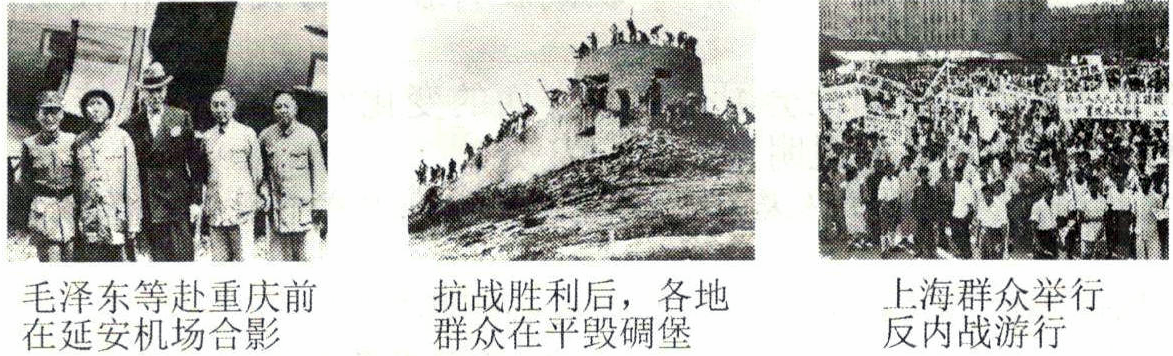 毛泽东等赴重庆前
在延安机场合影
抗战胜利后，各地
群众在平毁碉堡
上海群众举行
反内战游行